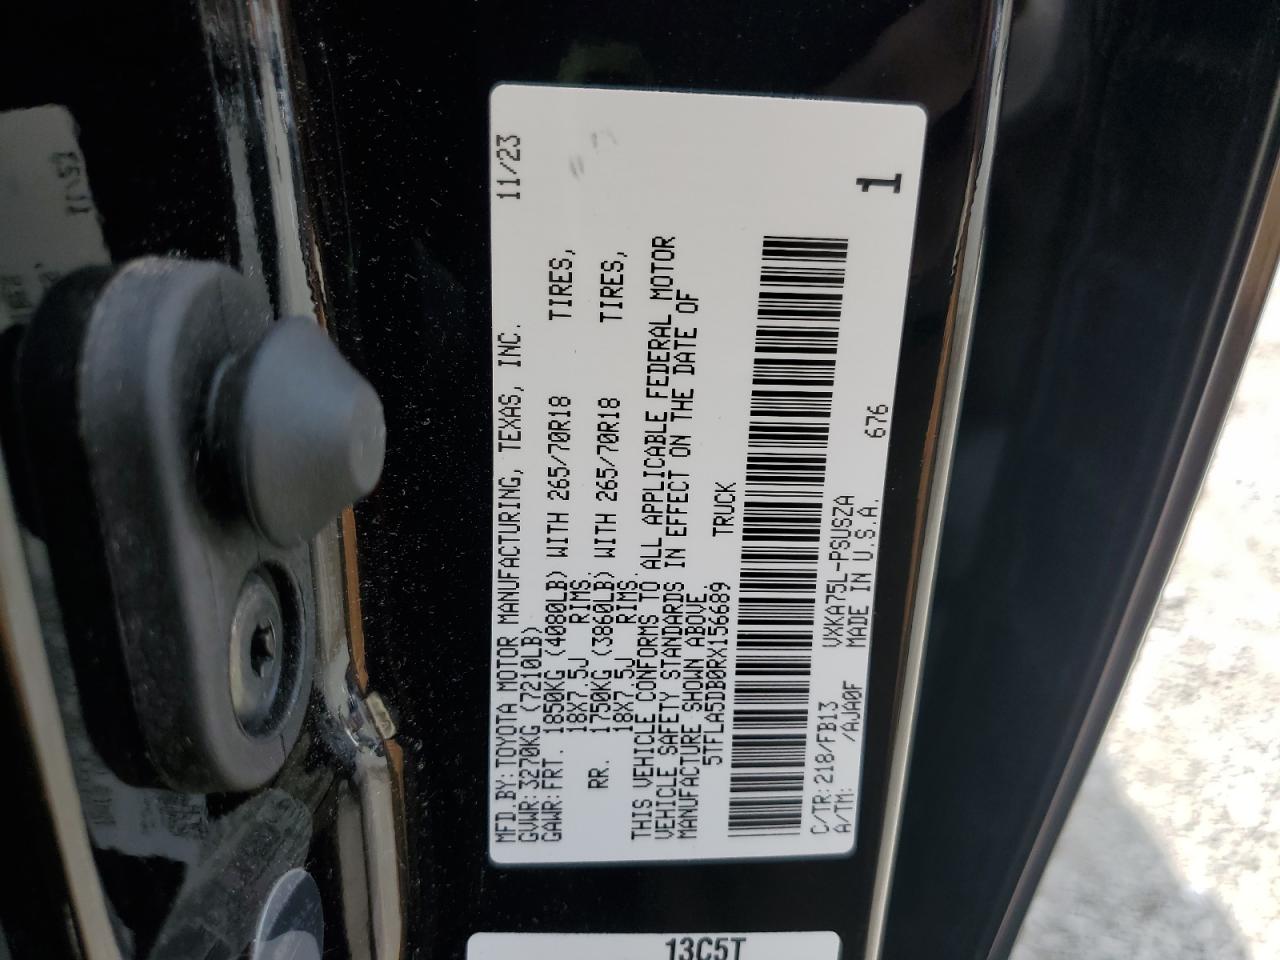 MFD.BY:TOYOTA MOTOR MANUFACTURING, TEXAS, INC. 11/23
GVWR:3270KG (7210LB)
GAWR:FRT. 1850KG (4080LB) WITH 265/70R18 TIRES,
18X7.5J RIMS.
RR. 1750KG (3860LB) WITH 265/70R18 TIRES,
18X7.5J RIMS.
THIS VEHICLE CONFORMS TO ALL APPLICABLE FEDERAL MOTOR
VEHICLE SAFETY STANDARDS IN EFFECT ON THE DATE OF
MANUFACTURE SHOWN ABOVE.
5TFLA5DB0RX156689 TRUCK
C/TR:218/FB13 VXKA75L-PSUSZA 676 1
A/TM: /AJA0F MADE IN U.S.A.
13C5T